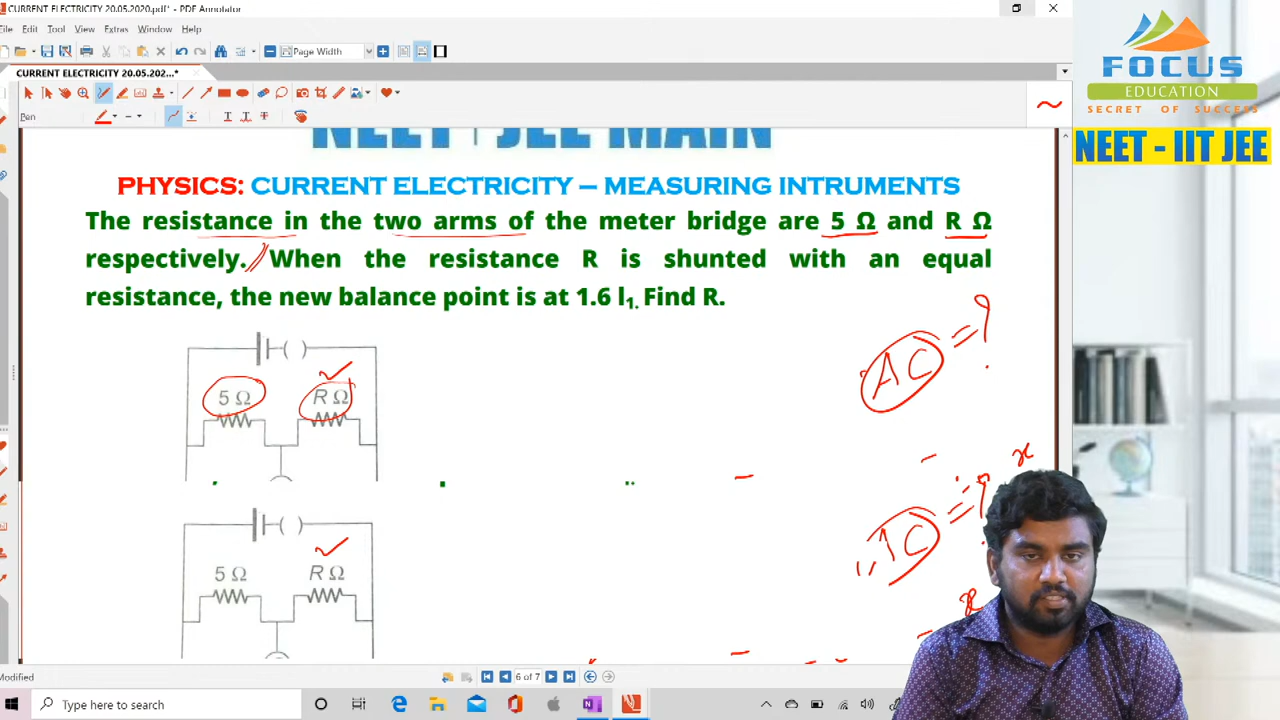 CURRENT ELECTRICITY 20.05.2020.pdf* - PDF Annotator
File Edit Tool View Extras Window Help
Page Width
CURRENT ELECTRICITY 20.05.202...*
Pen
NEET | JEE MAIN
PHYSICS: CURRENT ELECTRICITY – MEASURING INTRUMENTS
The resistance in the two arms of the meter bridge are 5 Ω and R Ω
respectively. When the resistance R is shunted with an equal
resistance, the new balance point is at 1.6 l1. Find R.
5 Ω
R Ω
AC = ?
x
5 Ω
R Ω
Modified
6 of 7
Type here to search
FOCUS
EDUCATION
SECRET OF SUCCESS
NEET - IIT JEE